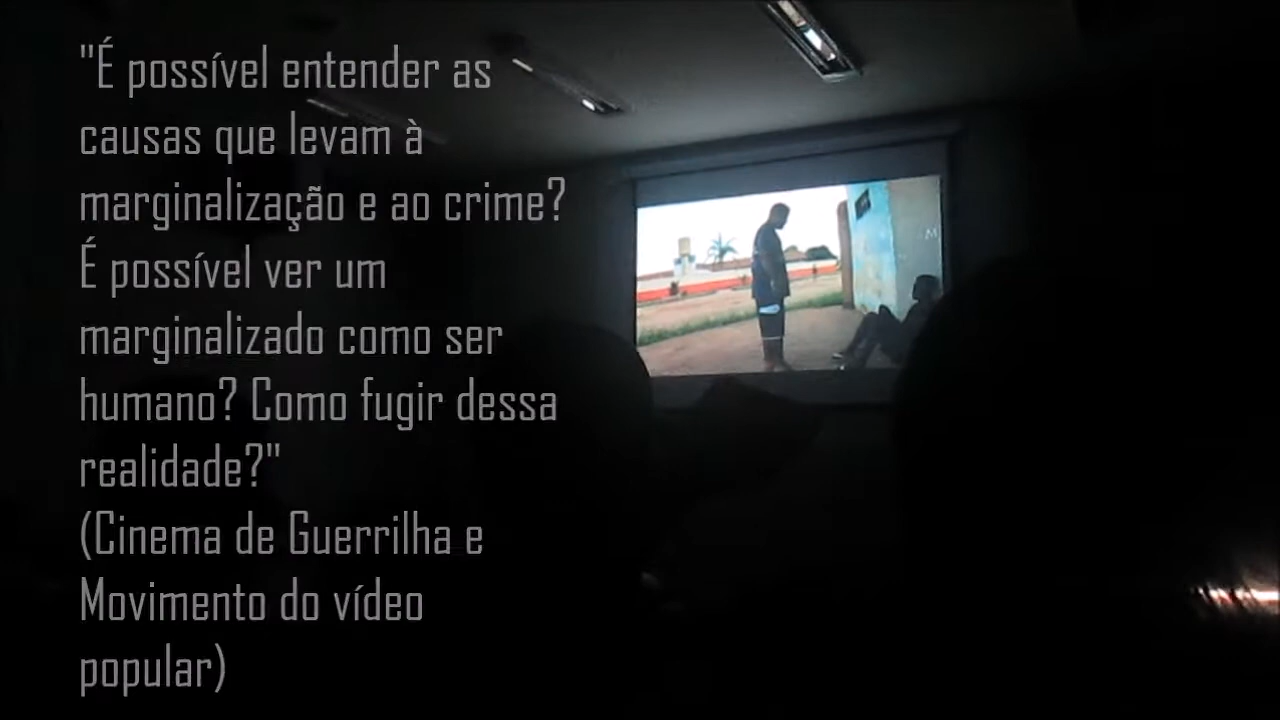 "É possível entender as
causas que levam à
marginalização e ao crime?
É possível ver um
marginalizado como ser
humano? Como fugir dessa
realidade?"
(Cinema de Guerrilha e
Movimento do vídeo
popular)